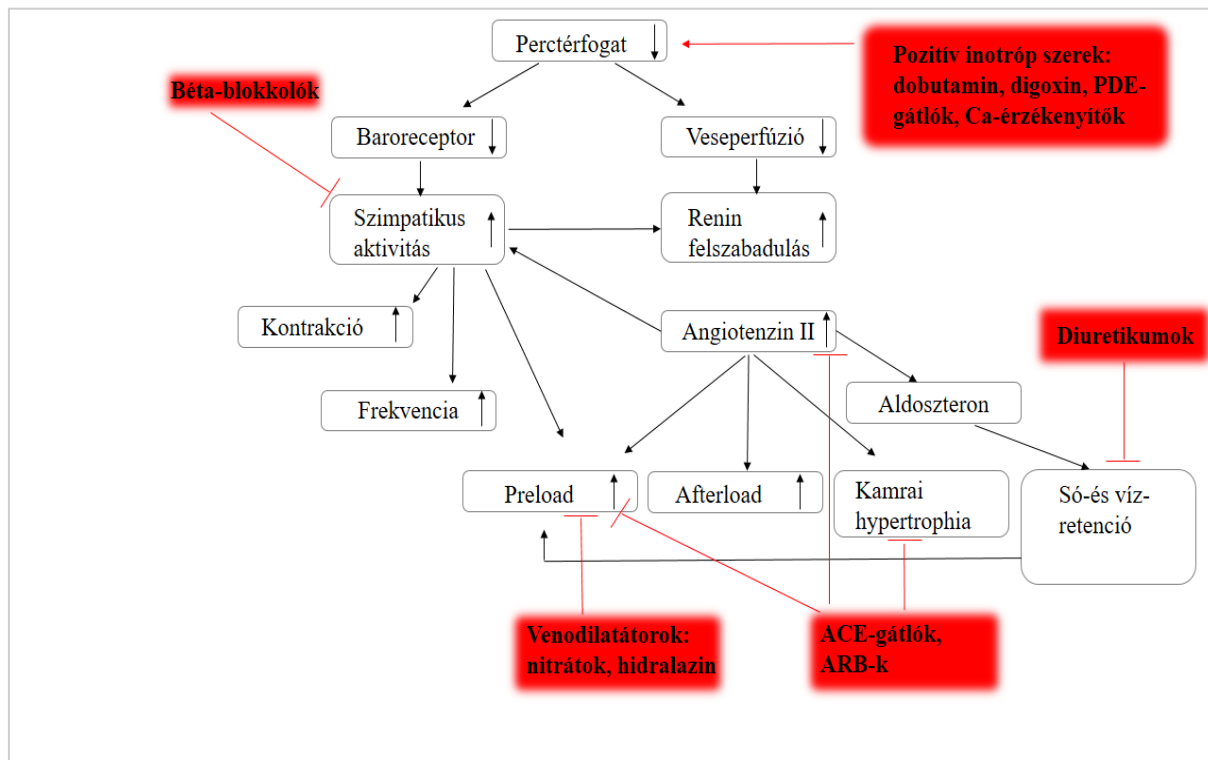 Perctérfogat
Pozitív inotróp szerek:
dobutamin, digoxin, PDE-
gátlók, Ca-érzékenyítők
Béta-blokkolók
Baroreceptor
Veseperfúzió
Szimpatikus
aktivitás
Renin
felszabadulás
Kontrakció
Angiotenzin II
Diuretikumok
Frekvencia
Aldoszteron
Preload
Afterload
Kamrai
hypertrophia
Só-és víz-
retenció
Venodilatátorok:
nitrátok, hidralazin
ACE-gátlók,
ARB-k